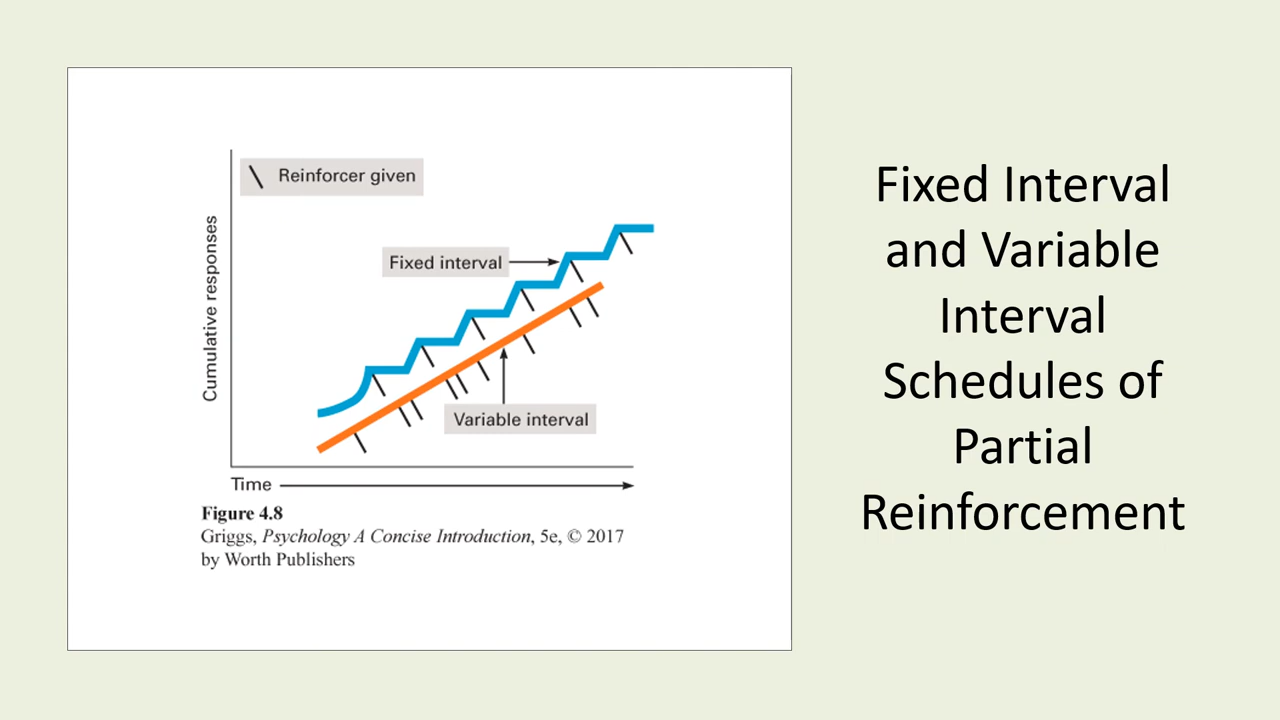 Reinforcer given
Fixed interval
Variable interval
Cumulative responses
Time
Figure 4.8
Griggs, Psychology A Concise Introduction, 5e, © 2017
by Worth Publishers
Fixed Interval
and Variable
Interval
Schedules of
Partial
Reinforcement